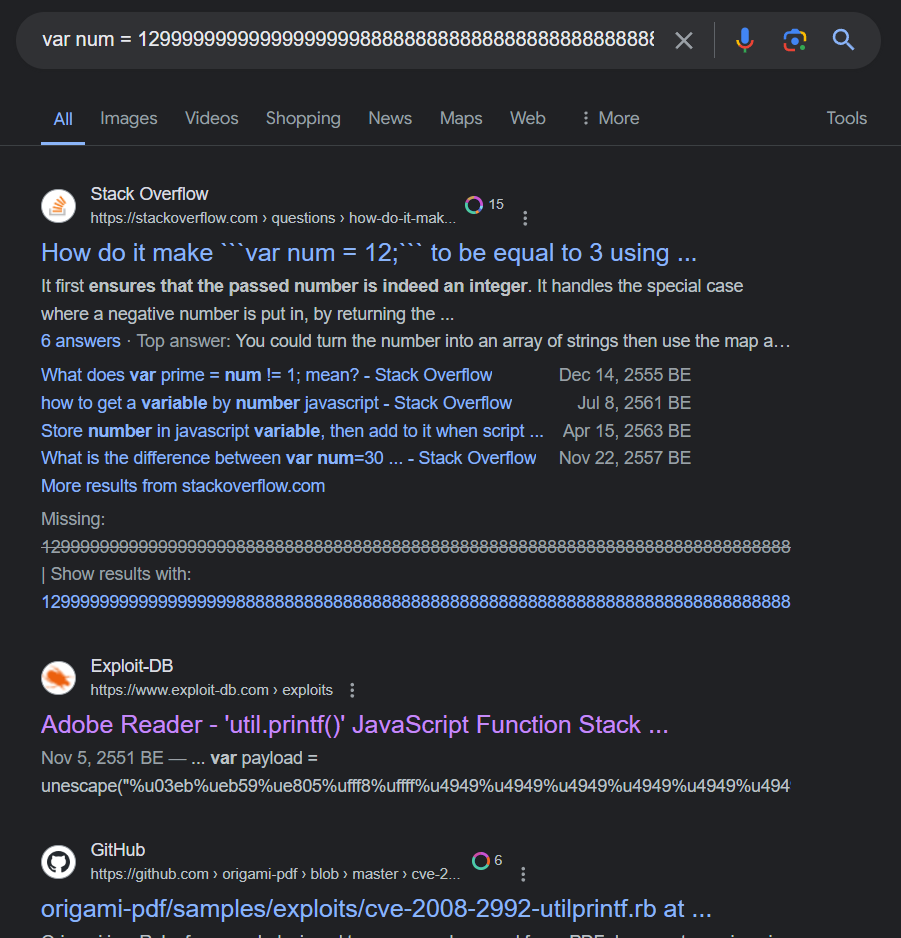 var num = 1299999999999999999988888888888888888888888888
All
Images
Videos
Shopping
News
Maps
Web
More
Tools
Stack Overflow
15
https://stackoverflow.com › questions › how-do-it-mak...
How do it make ```var num = 12;``` to be equal to 3 using ...
It first ensures that the passed number is indeed an integer. It handles the special case
where a negative number is put in, by returning the ...
6 answers · Top answer: You could turn the number into an array of strings then use the map a…
What does var prime = num != 1; mean? - Stack Overflow Dec 14, 2555 BE
how to get a variable by number javascript - Stack Overflow Jul 8, 2561 BE
Store number in javascript variable, then add to it when script ... Apr 15, 2563 BE
What is the difference between var num=30 ... - Stack Overflow Nov 22, 2557 BE
More results from stackoverflow.com
Missing:
12999999999999999999888888888888888888888888888888888888888888888888888888888
| Show results with:
12999999999999999999888888888888888888888888888888888888888888888888888888888
Exploit-DB
https://www.exploit-db.com › exploits
Adobe Reader - 'util.printf()' JavaScript Function Stack ...
Nov 5, 2551 BE — ... var payload =
unescape("%u03eb%ueb59%ue805%ufff8%uffff%u4949%u4949%u4949%u4949%u4949%u494
GitHub
6
https://github.com › origami-pdf › blob › master › cve-2...
origami-pdf/samples/exploits/cve-2008-2992-utilprintf.rb at ...